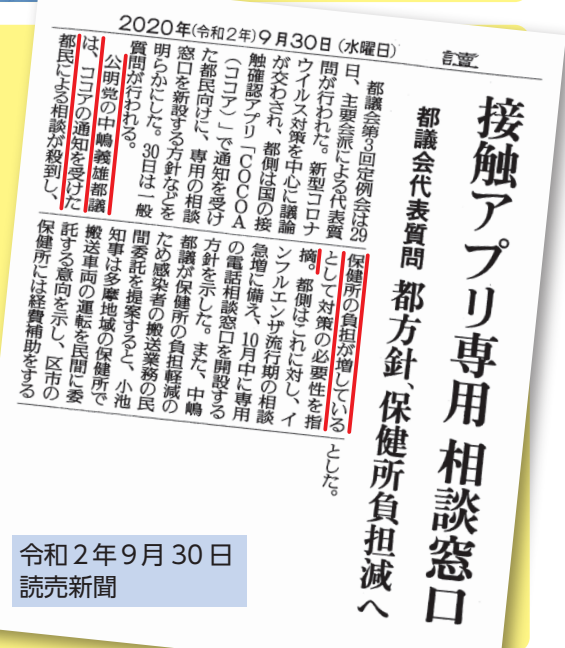 2020年(令和2年)9月30日(水曜日)
讀
接触アプリ専用 相談窓口
都議会代表質問 都方針、保健所負担減へ
都議会第3回定例会は29
日、主要会派による代表質
問が行われた。新型コロナ
ウイルス対策を中心に議論
が交わされ、都側は国の接
触確認アプリ「COCOA
（ココア）」で通知を受け
た都民向けに、専用の相談
窓口を新設する方針などを
明らかにした。30日は一般
質問が行われる。
公明党の中嶋義雄都議
は、ココアの通知を受けた
都民による相談が殺到し、
保健所の負担が増している
として対策の必要性を指
摘。都側はこれに対し、イ
ンフルエンザ流行期の相談
急増に備え、10月中に専用
の電話相談窓口を開設する
方針を示した。また、中嶋
都議が保健所の負担軽減の
ため感染者の搬送業務の民
間委託を提案すると、小池
知事は多摩地域の保健所で
搬送車両の運転を民間に委
託する意向を示し、区市の
保健所には経費補助をする
とした。
令和2年9月30日
読売新聞